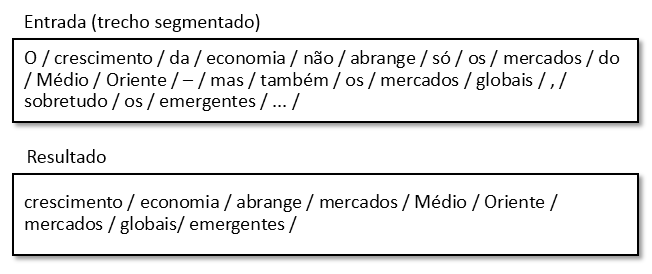 Entrada (trecho segmentado)
O / crescimento / da / economia / não / abrange / só / os / mercados / do
/ Médio / Oriente / – / mas / também / os / mercados / globais / , /
sobretudo / os / emergentes / ... /
Resultado
crescimento / economia / abrange / mercados / Médio / Oriente /
mercados / globais/ emergentes /